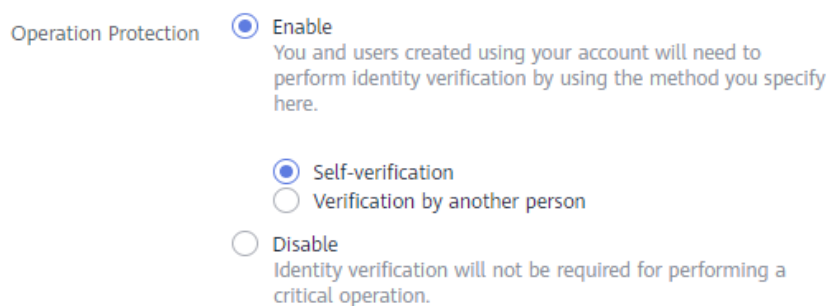 Operation Protection
Enable
You and users created using your account will need to
perform identity verification by using the method you specify
here.
Self-verification
Verification by another person
Disable
Identity verification will not be required for performing a
critical operation.